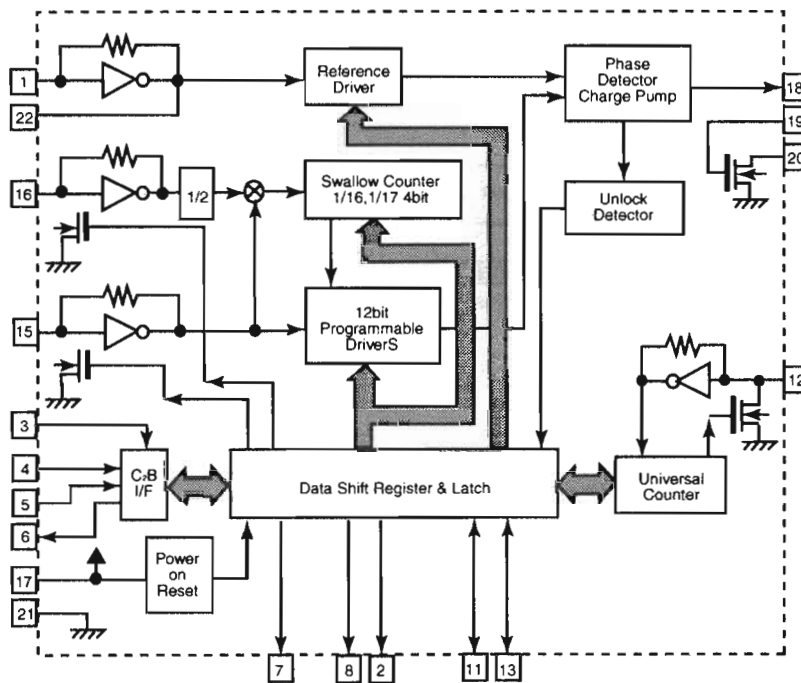 1
Reference
Driver
Phase
Detector
Charge Pump
18
22
19
20
16
1/2
Swallow Counter
1/16,1/17 4bit
Unlock
Detector
15
12bit
Programmable
DriverS
12
3
4
C₂B
I/F
5
6
Data Shift Register & Latch
Universal
Counter
17
Power
on
Reset
21
7
8
2
11
13